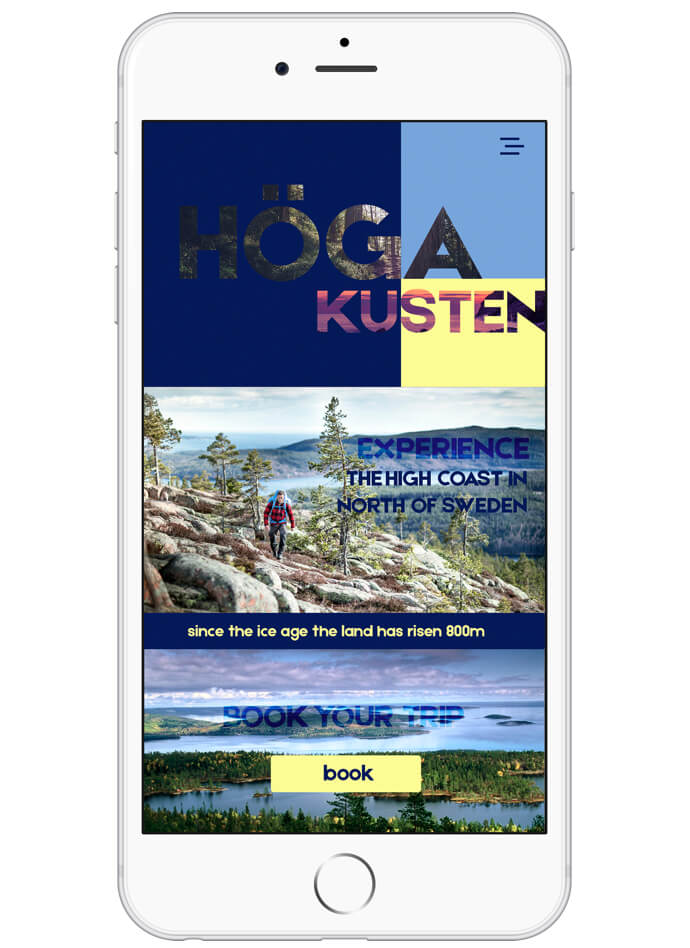 HÖGA
KUSTEN
EXPERIENCE
THE HIGH COAST IN
NORTH OF SWEDEN
since the ice age the land has risen 800m
BOOK YOUR TRIP
book